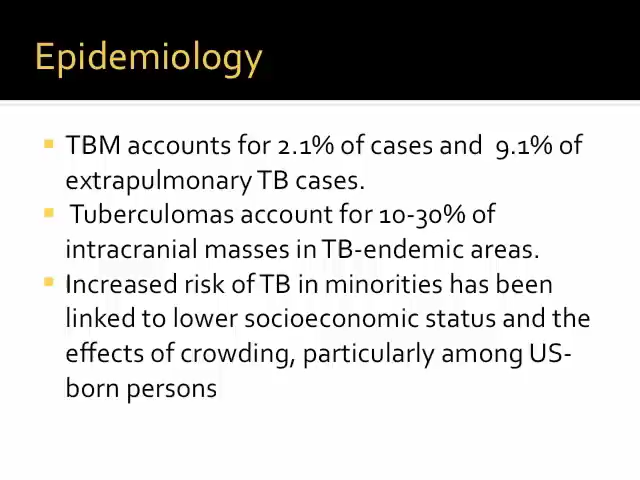 Epidemiology
▪ TBM accounts for 2.1% of cases and  9.1% of
extrapulmonary TB cases.
▪ Tuberculomas account for 10-30% of
intracranial masses in TB-endemic areas.
▪ Increased risk of TB in minorities has been
linked to lower socioeconomic status and the
effects of crowding, particularly among US-
born persons